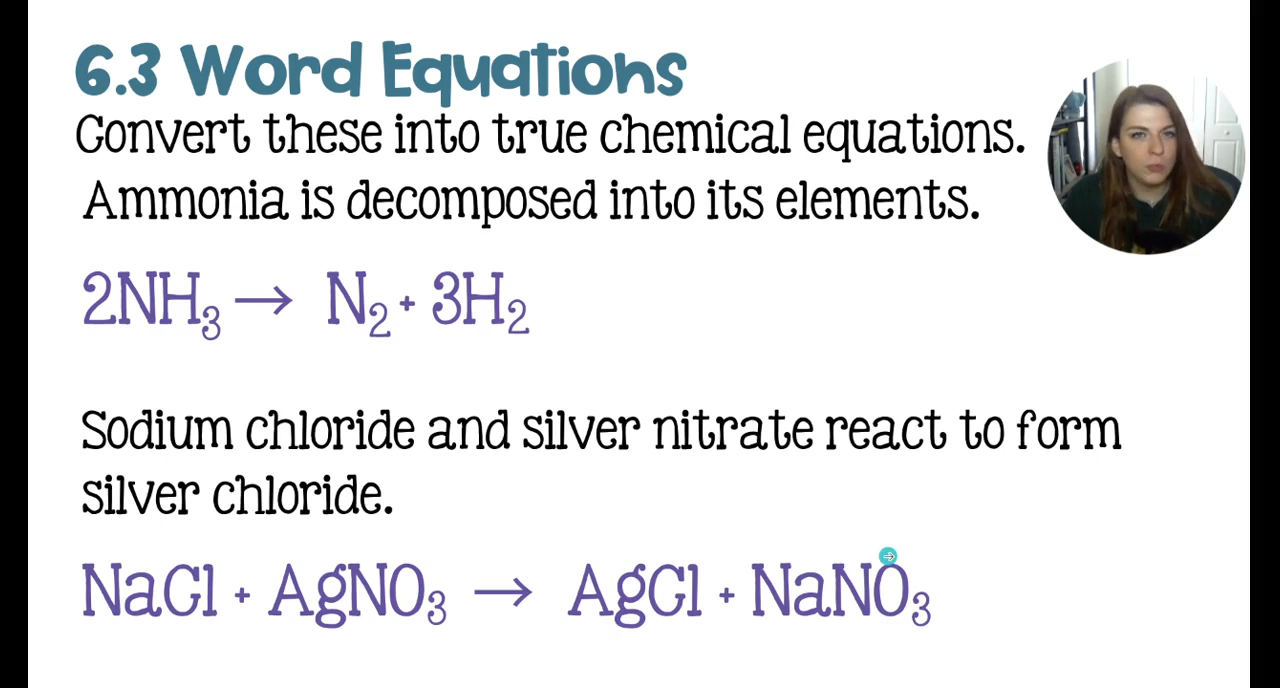 6.3 Word Equations
Convert these into true chemical equations.
Ammonia is decomposed into its elements.
2NH₃ → N₂ + 3H₂
Sodium chloride and silver nitrate react to form
silver chloride.
NaCl + AgNO₃ → AgCl + NaNO₃